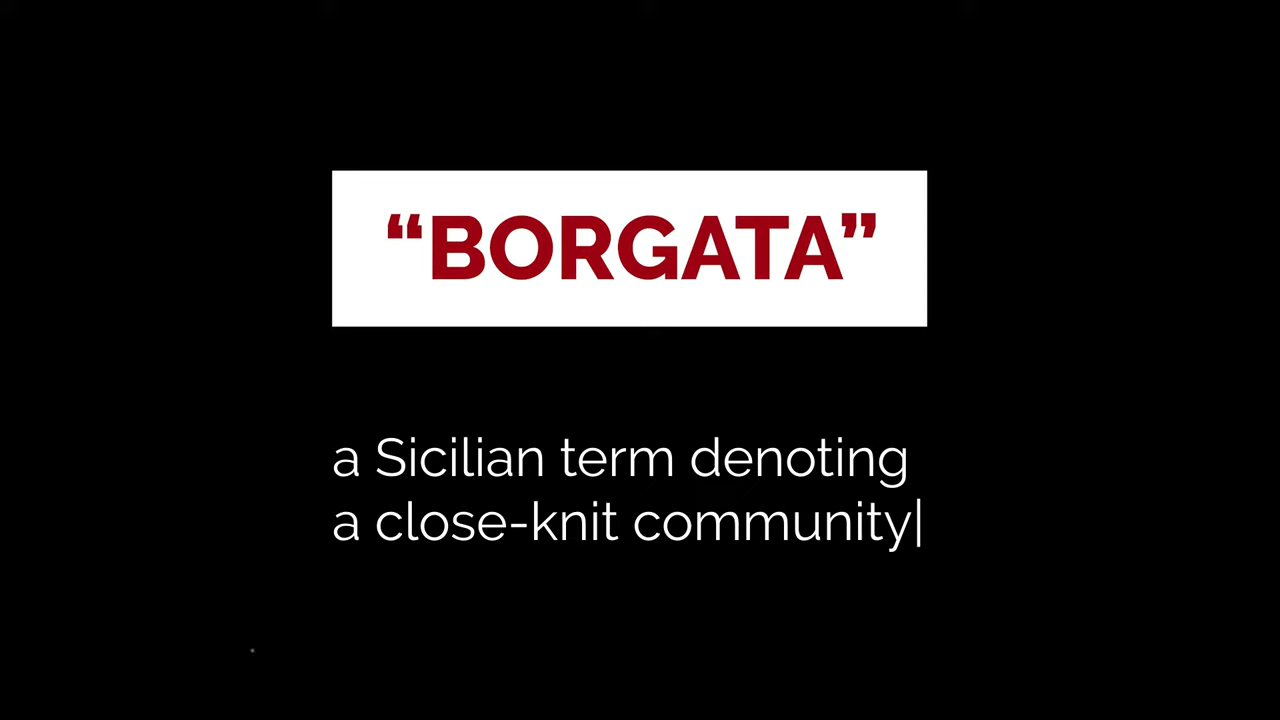 “BORGATA”
a Sicilian term denoting
a close-knit community|